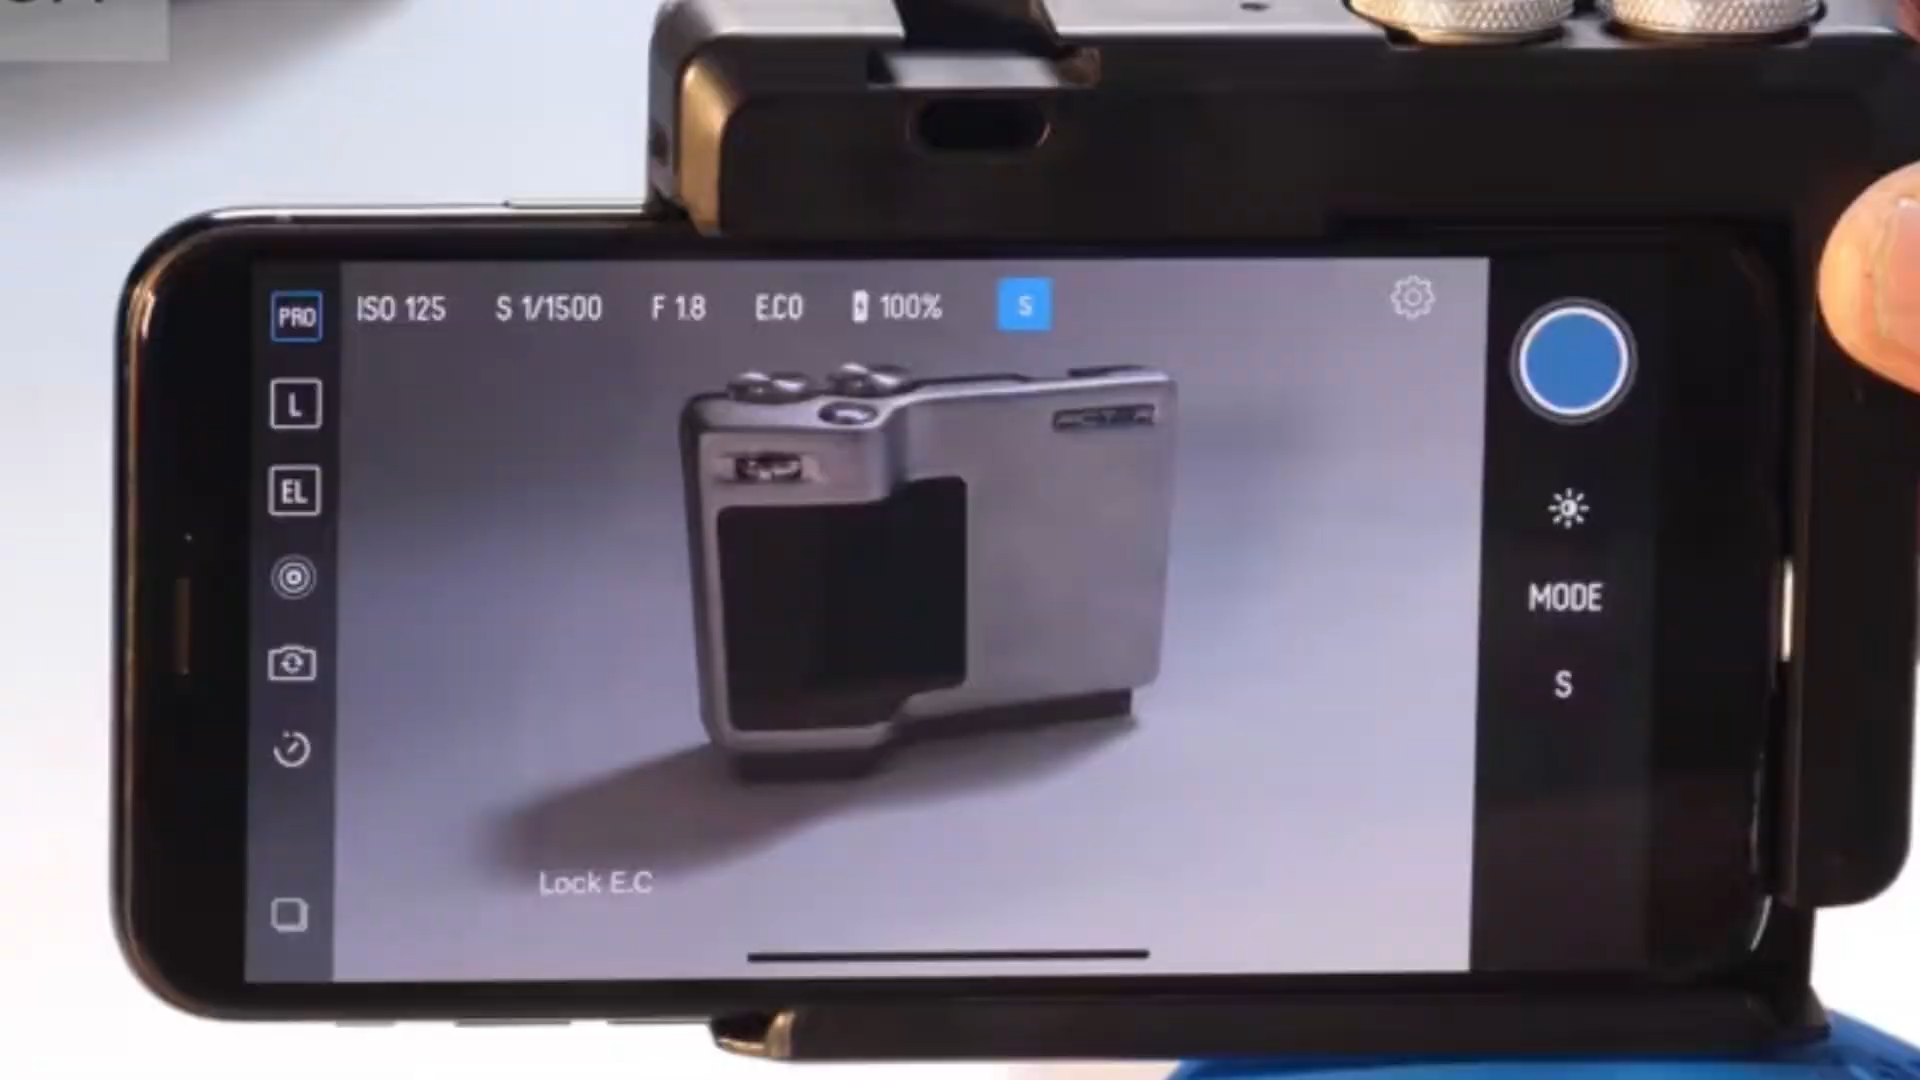 PRO ISO 125 S 1/1500 F 1.8 E.C0 100% S
L
EL
MODE
S
Lock E.C